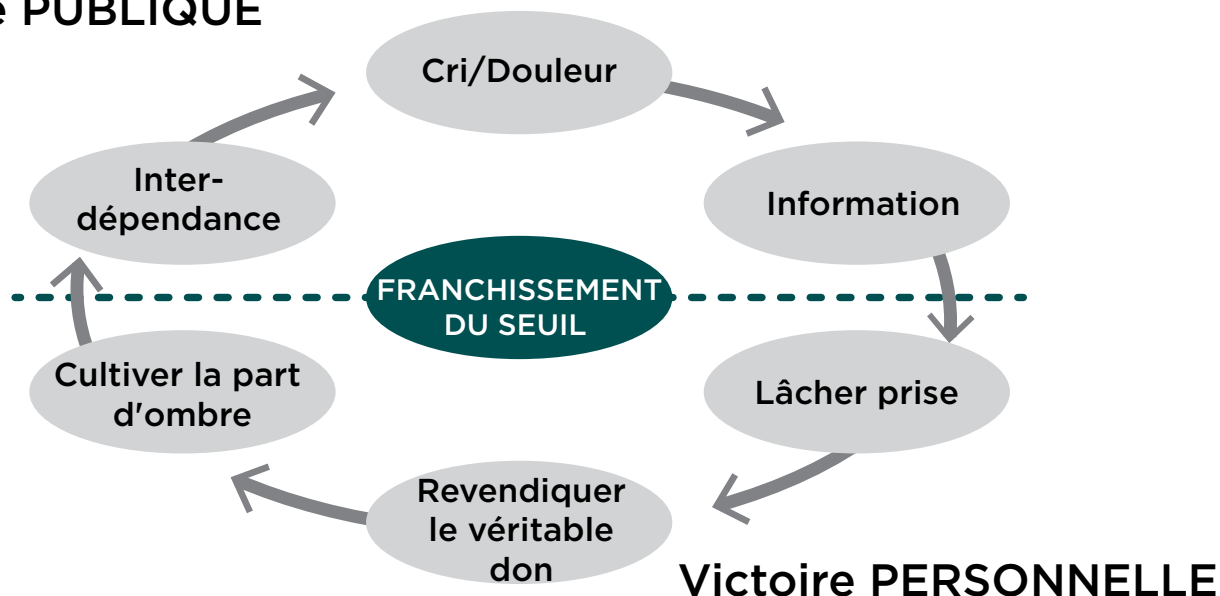 e PUBLIQUE
Cri/Douleur
Inter-
dépendance
Information
FRANCHISSEMENT
DU SEUIL
Cultiver la part
d'ombre
Lâcher prise
Revendiquer
le véritable
don
Victoire PERSONNELLE